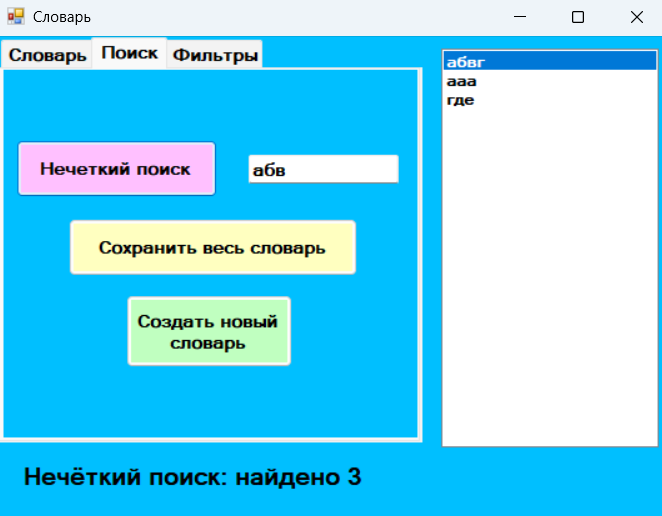 Словарь
Словарь Поиск Фильтры
Нечеткий поиск
абв
Сохранить весь словарь
Создать новый
словарь
Нечёткий поиск: найдено 3
абвг
ааа
где